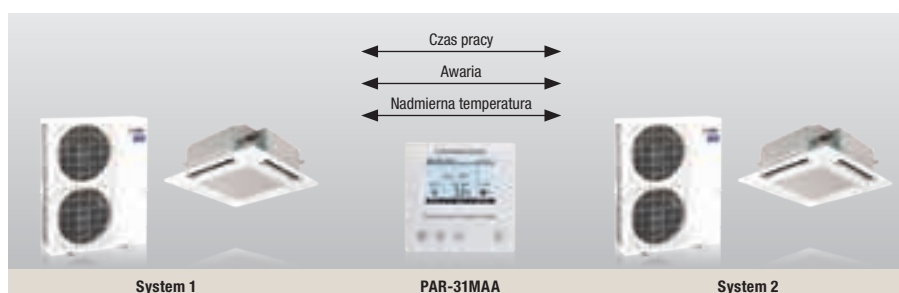 Czas pracy
Awaria
Nadmierna temperatura
System 1
PAR-31MAA
System 2